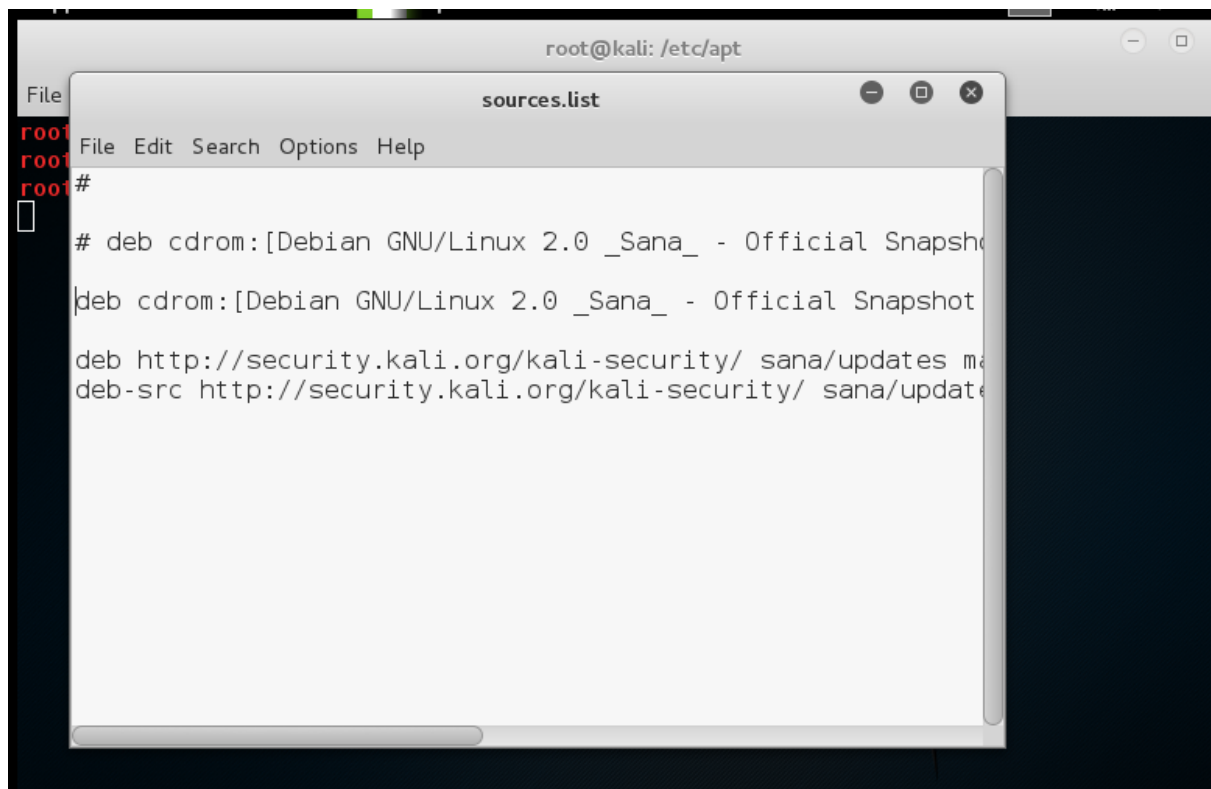 root@kali: /etc/apt
File
sources.list
File Edit Search Options Help
root
root
root
#
# deb cdrom:[Debian GNU/Linux 2.0 _Sana_ - Official Snapsh
deb cdrom:[Debian GNU/Linux 2.0 _Sana_ - Official Snapshot
deb http://security.kali.org/kali-security/ sana/updates ma
deb-src http://security.kali.org/kali-security/ sana/update